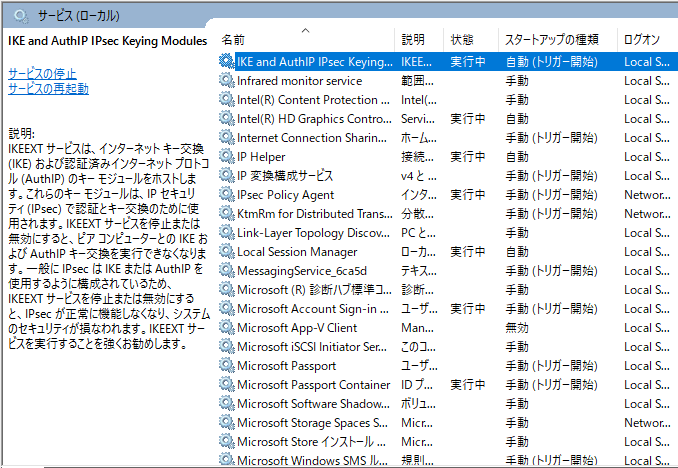 サービス (ローカル)
IKE and AuthIP IPsec Keying Modules
サービスの停止
サービスの再起動
説明:
IKEEXT サービスは、インターネット キー交換
(IKE) および認証済みインターネット プロトコ
ル (AuthIP) のキー モジュールをホストしま
す。これらのキー モジュールは、IP セキュリ
ティ (IPsec) で認証とキー交換のために使
用されます。IKEEXT サービスを停止または
無効にすると、ピア コンピューターとの IKE お
よび AuthIP キー交換を実行できなくなりま
す。一般に IPsec は IKE または AuthIP を
使用するように構成されているため、
IKEEXT サービスを停止または無効にする
と、IPsec が正常に機能しなくなり、システム
のセキュリティが損なわれます。IKEEXT サー
ビスを実行することを強くお勧めします。
名前 説明 状態 スタートアップの種類 ログオン
IKE and AuthIP IPsec Keying... IKEE... 実行中 自動 (トリガー開始) Local S...
Infrared monitor service 範囲... 手動 Local S...
Intel(R) Content Protection ... Intel(... 手動 Local S...
Intel(R) HD Graphics Contro... Servi... 実行中 自動 Local S...
Internet Connection Sharin... ホーム... 手動 (トリガー開始) Local S...
IP Helper 接続... 実行中 自動 Local S...
IP 変換構成サービス v4 と ... 手動 (トリガー開始) Local S...
IPsec Policy Agent インタ... 実行中 手動 (トリガー開始) Networ...
KtmRm for Distributed Trans... 分散... 手動 (トリガー開始) Networ...
Link-Layer Topology Discov... PC と... 手動 Local S...
Local Session Manager ローカ... 実行中 自動 Local S...
MessagingService_6ca5d テキス... 手動 (トリガー開始) Local S...
Microsoft (R) 診断ハブ標準コ... 診断... 手動 Local S...
Microsoft Account Sign-in ... ユーザ... 実行中 手動 (トリガー開始) Local S...
Microsoft App-V Client Man... 無効 Local S...
Microsoft iSCSI Initiator Ser... このコ... 手動 Local S...
Microsoft Passport ユーザ... 手動 (トリガー開始) Local S...
Microsoft Passport Container ID プ... 実行中 手動 (トリガー開始) Local S...
Microsoft Software Shadow... ボリュ... 手動 Local S...
Microsoft Storage Spaces S... Micr... 手動 Networ...
Microsoft Store インストール ... Micr... 手動 Local S...
Microsoft Windows SMS ル... 規則... 手動 (トリガー開始) Local S...